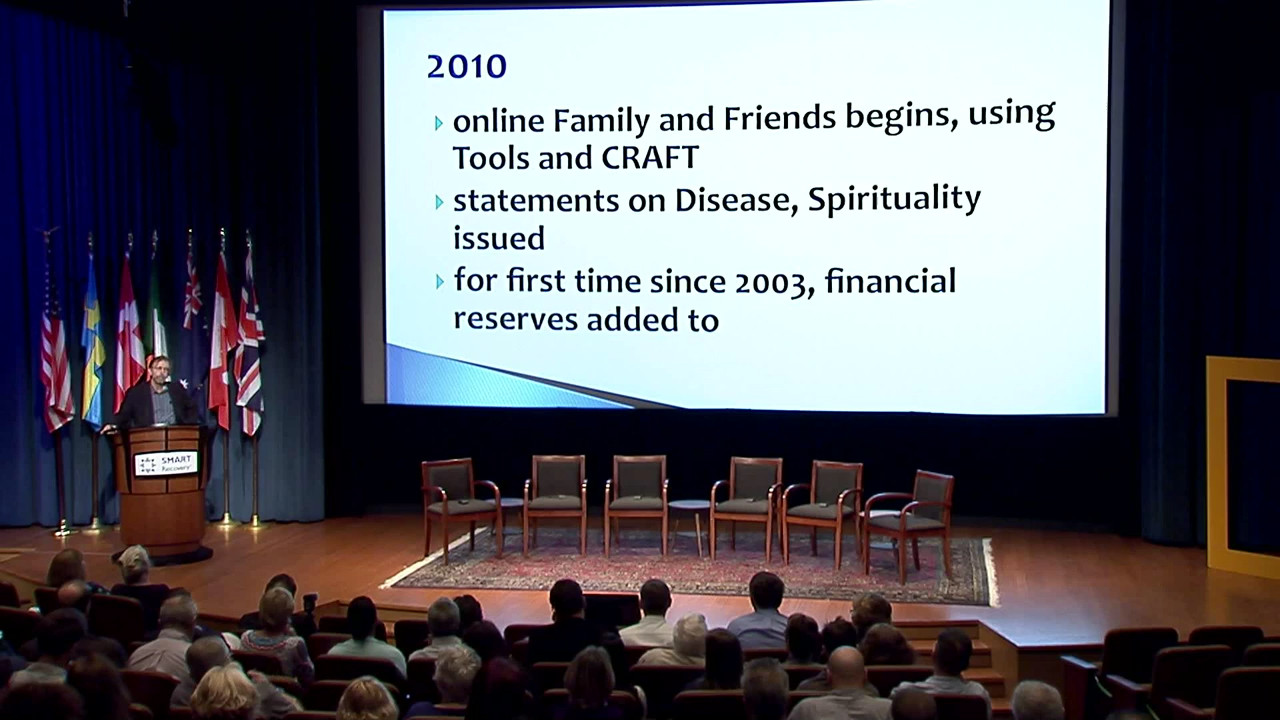 2010
online Family and Friends begins, using
Tools and CRAFT
statements on Disease, Spirituality
issued
for first time since 2003, financial
reserves added to
SMART
Recovery